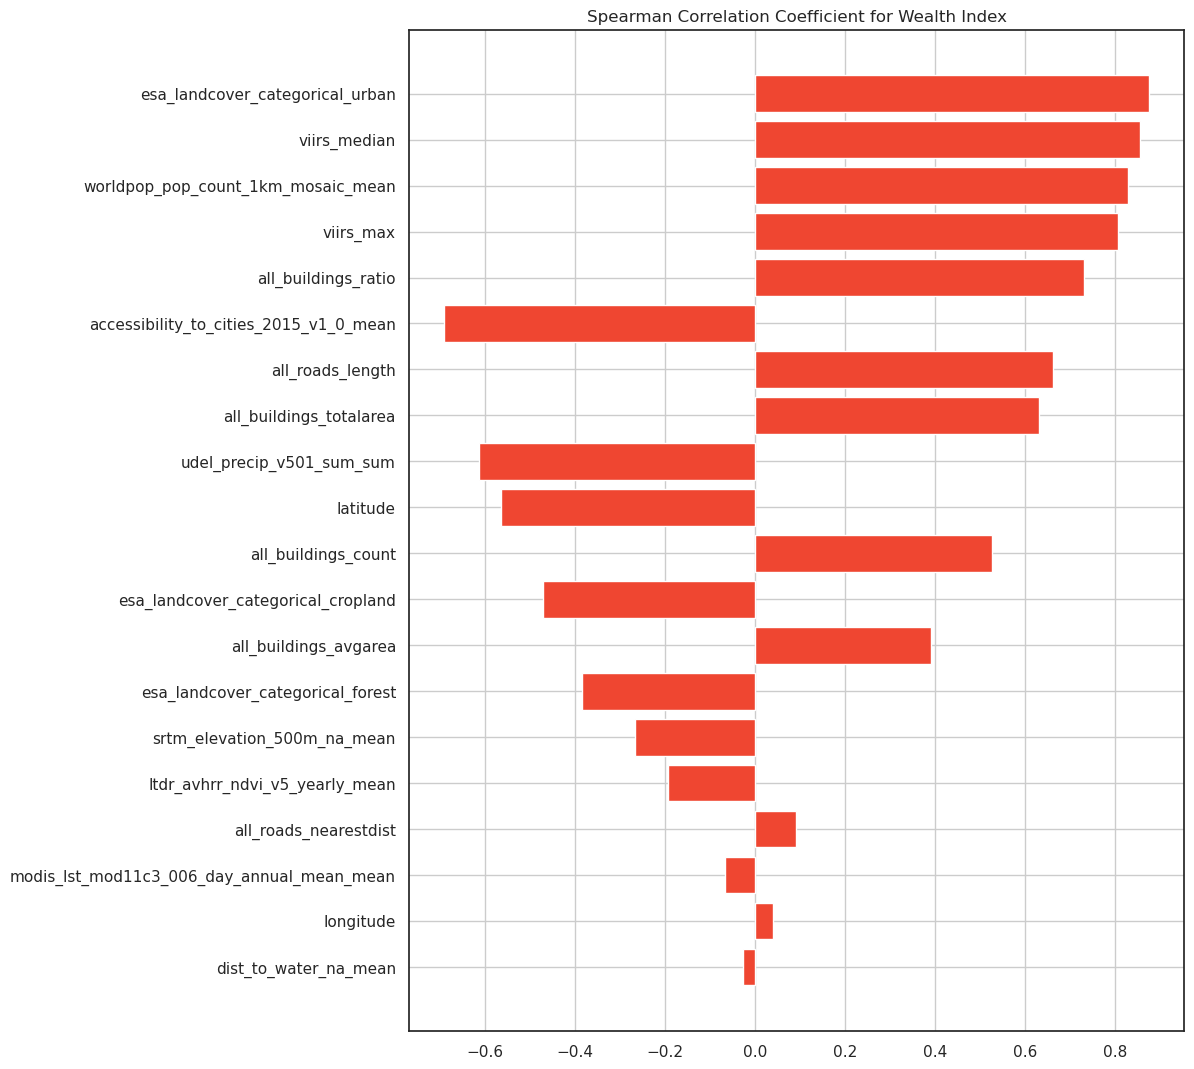 Spearman Correlation Coefficient for Wealth Index
esa_landcover_categorical_urban
viirs_median
worldpop_pop_count_1km_mosaic_mean
viirs_max
all_buildings_ratio
accessibility_to_cities_2015_v1_0_mean
all_roads_length
all_buildings_totalarea
udel_precip_v501_sum_sum
latitude
all_buildings_count
esa_landcover_categorical_cropland
all_buildings_avgarea
esa_landcover_categorical_forest
srtm_elevation_500m_na_mean
ltdr_avhrr_ndvi_v5_yearly_mean
all_roads_nearestdist
modis_lst_mod11c3_006_day_annual_mean_mean
longitude
dist_to_water_na_mean
−0.6 −0.4 −0.2 0.0 0.2 0.4 0.6 0.8